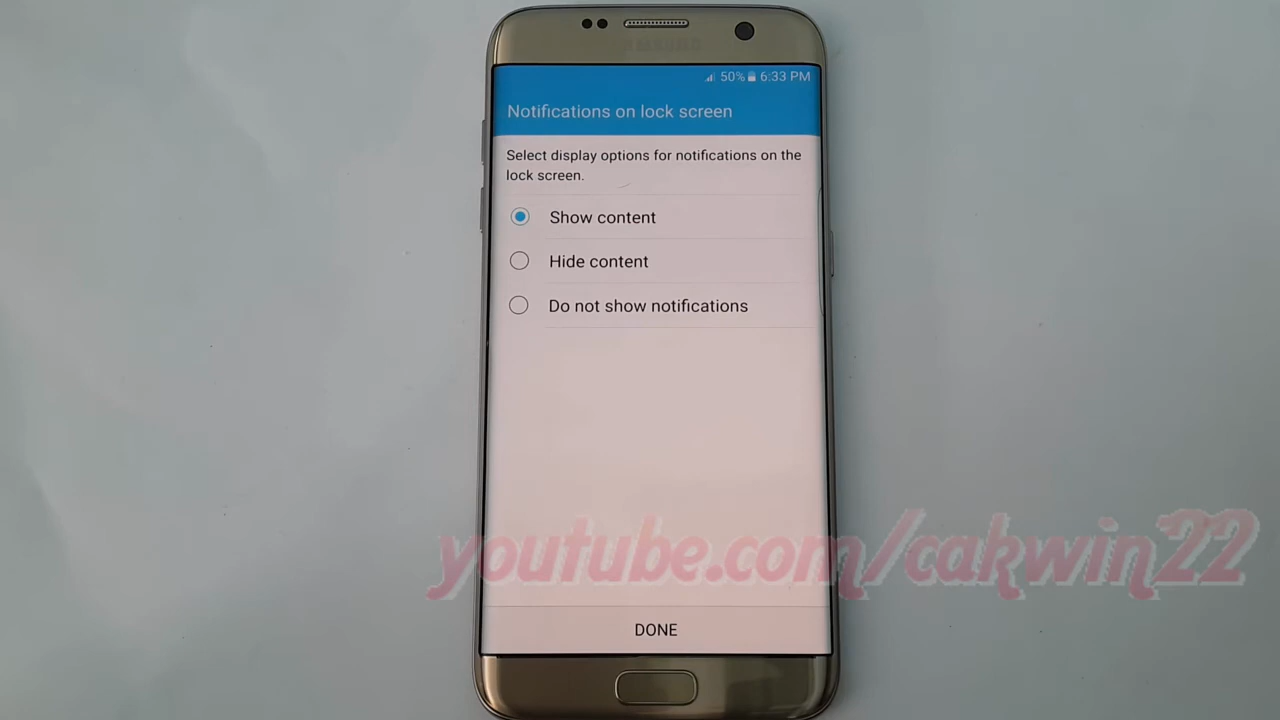 SAMSUNG
50% 6:33 PM
Notifications on lock screen
Select display options for notifications on the
lock screen.
Show content
Hide content
Do not show notifications
youtube.com/cakwin22
DONE